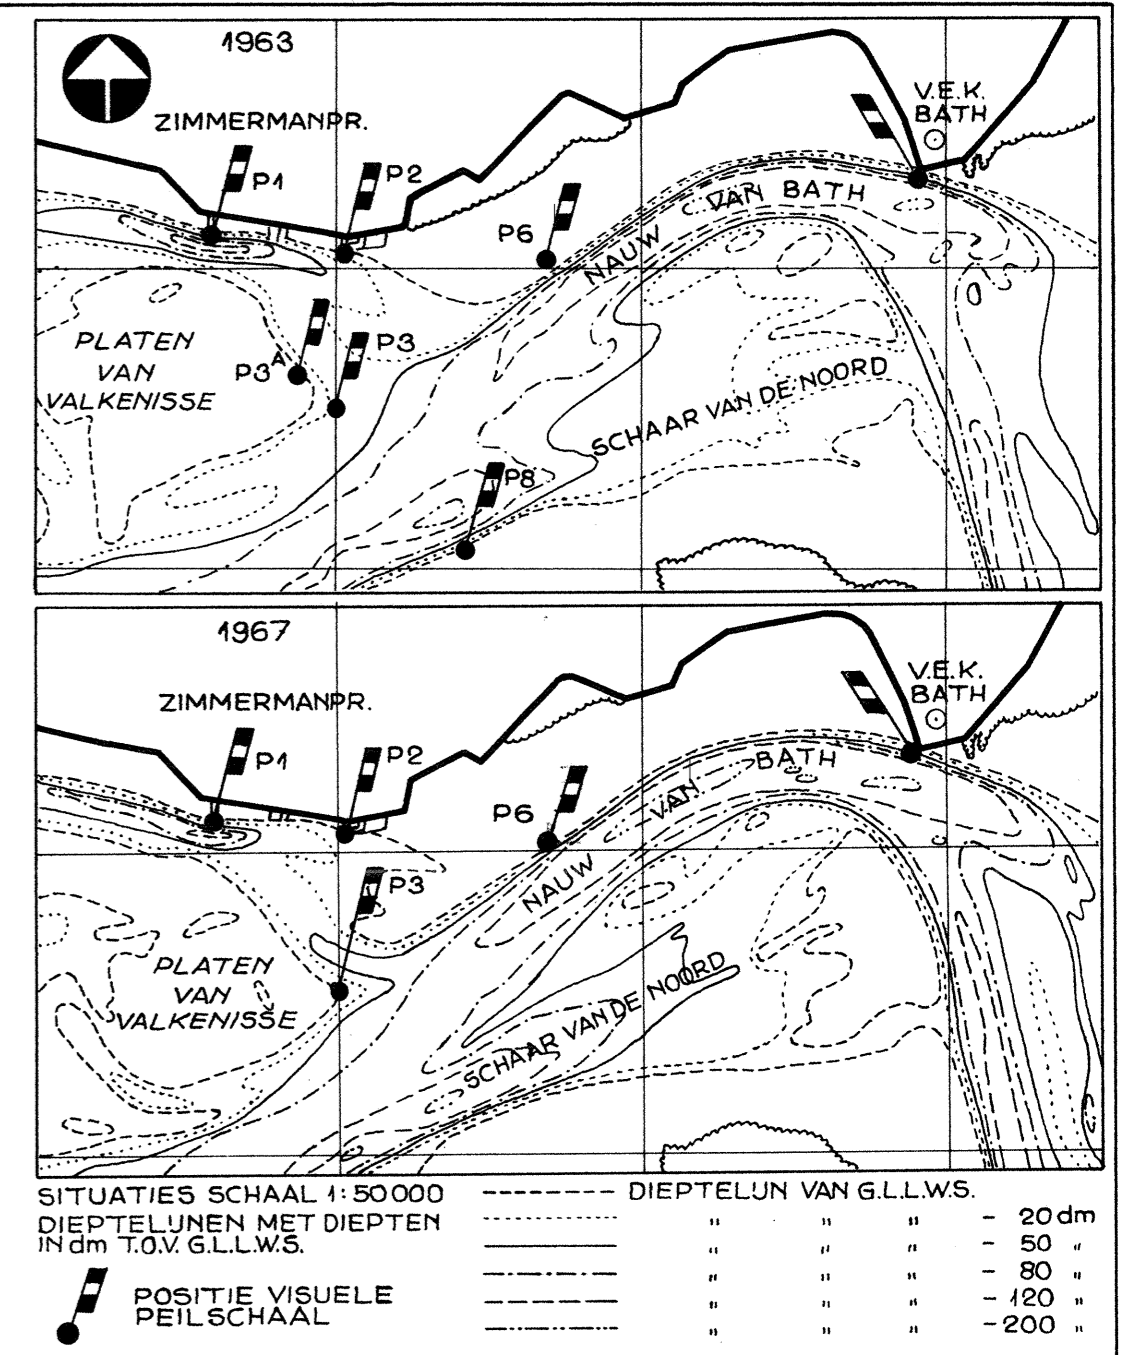 1963
ZIMMERMANPR.
V.E.K.
BATH
P1
P2
P6
NAUW
VAN BATH
PLATEN
VAN
VALKENISSE
P3A
P3
SCHAAR VAN DE NOORD
P8
1967
ZIMMERMANPR.
V.E.K.
BATH
P1
P2
P6
NAUW
VAN
BATH
P3
PLATEN
VAN
VALKENISSE
SCHAAR VAN DE NOORD
SITUATIES SCHAAL 1:50000
DIEPTELIJNEN MET DIEPTEN
IN dm T.O.V. G.L.L.W.S.
POSITIE VISUELE
PEILSCHAAL
DIEPTELIJN VAN G.L.L.W.S.
" " " - 20 dm
" " " - 50 "
" " " - 80 "
" " " - 120 "
" " " - 200 "